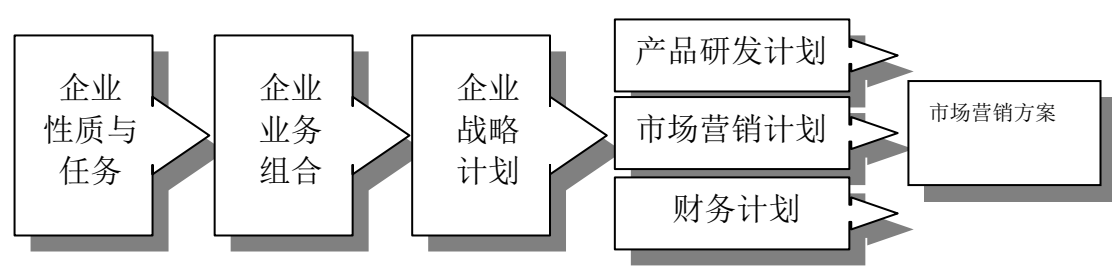 企业
性质与
任务
企业
业务
组合
企业
战略
计划
产品研发计划
市场营销计划
财务计划
市场营销方案